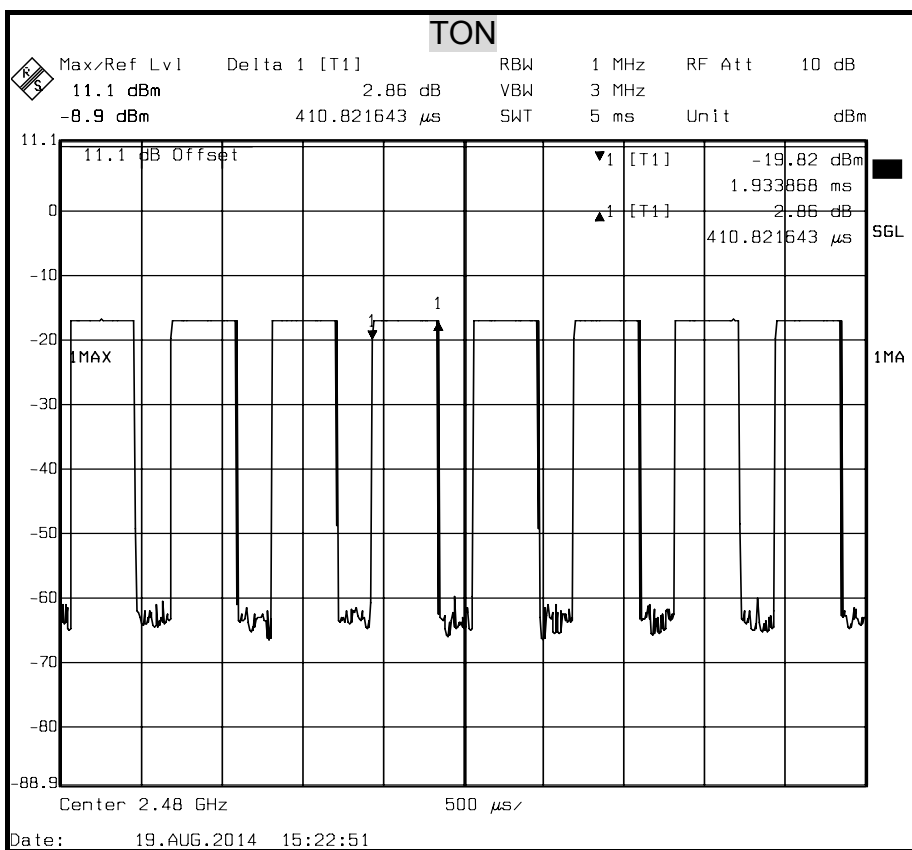 TON
R S
Max/Ref Lvl Delta 1 [T1] RBW 1 MHz RF Att 10 dB
11.1 dBm 2.86 dB VBW 3 MHz
-8.9 dBm 410.821643 µs SWT 5 ms Unit dBm
11.1
11.1 dB Offset
▼1 [T1] -19.82 dBm
1.933868 ms
0
▲1 [T1] 2.86 dB
410.821643 µs
SGL
-10
1
1
-20
1MAX
1MA
-30
-40
-50
-60
-70
-80
-88.9
Center 2.48 GHz 500 µs/
Date: 19.AUG.2014 15:22:51